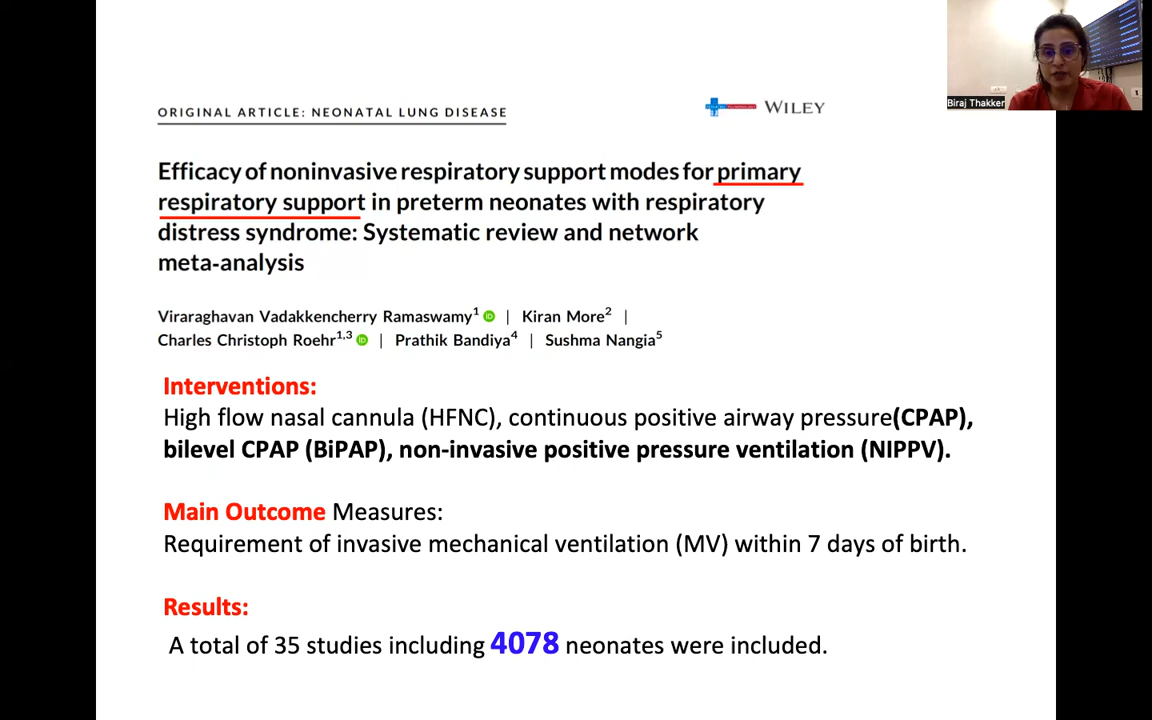 Biraj Thakker
ORIGINAL ARTICLE: NEONATAL LUNG DISEASE
WILEY
Efficacy of noninvasive respiratory support modes for primary
respiratory support in preterm neonates with respiratory
distress syndrome: Systematic review and network
meta-analysis
Viraraghavan Vadakkencherry Ramaswamy1 iD | Kiran More2 |
Charles Christoph Roehr1,3 iD | Prathik Bandiya4 | Sushma Nangia5
Interventions:
High flow nasal cannula (HFNC), continuous positive airway pressure(CPAP),
bilevel CPAP (BiPAP), non-invasive positive pressure ventilation (NIPPV).
Main Outcome Measures:
Requirement of invasive mechanical ventilation (MV) within 7 days of birth.
Results:
A total of 35 studies including 4078 neonates were included.